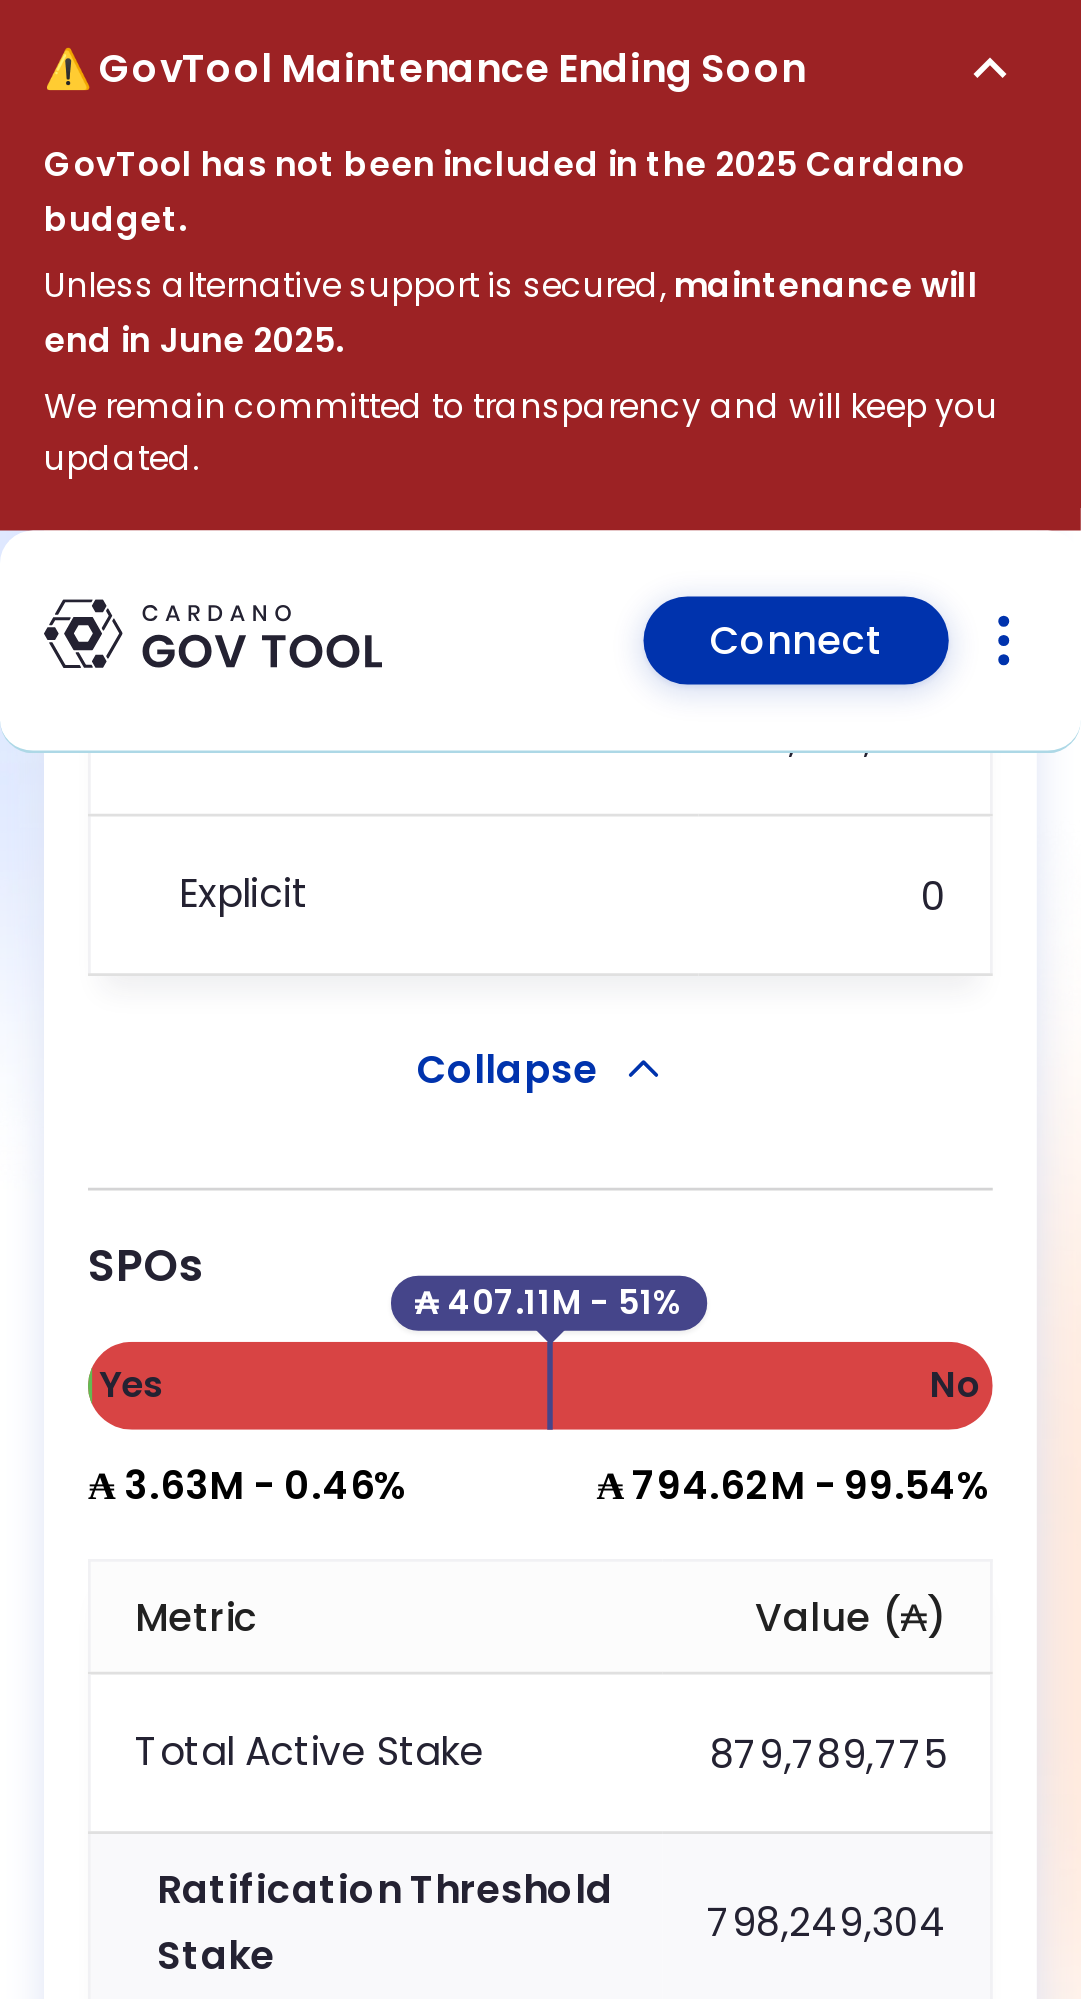 ⚠️ GovTool Maintenance Ending Soon
GovTool has not been included in the 2025 Cardano
budget.
Unless alternative support is secured, maintenance will
end in June 2025.
We remain committed to transparency and will keep you
updated.
CARDANO
GOV TOOL
Connect
Explicit 0
Collapse
SPOs
₳ 407.11M - 51%
Yes No
₳ 3.63M - 0.46% ₳ 794.62M - 99.54%
Metric Value (₳)
Total Active Stake 879,789,775
Ratification Threshold
Stake 798,249,304